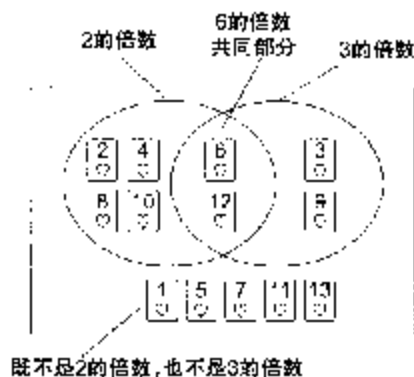 6的倍数
2的倍数 共同部分 3的倍数
2 4 6 3
8 10 12 9
1 5 7 11 13
既不是2的倍数,也不是3的倍数